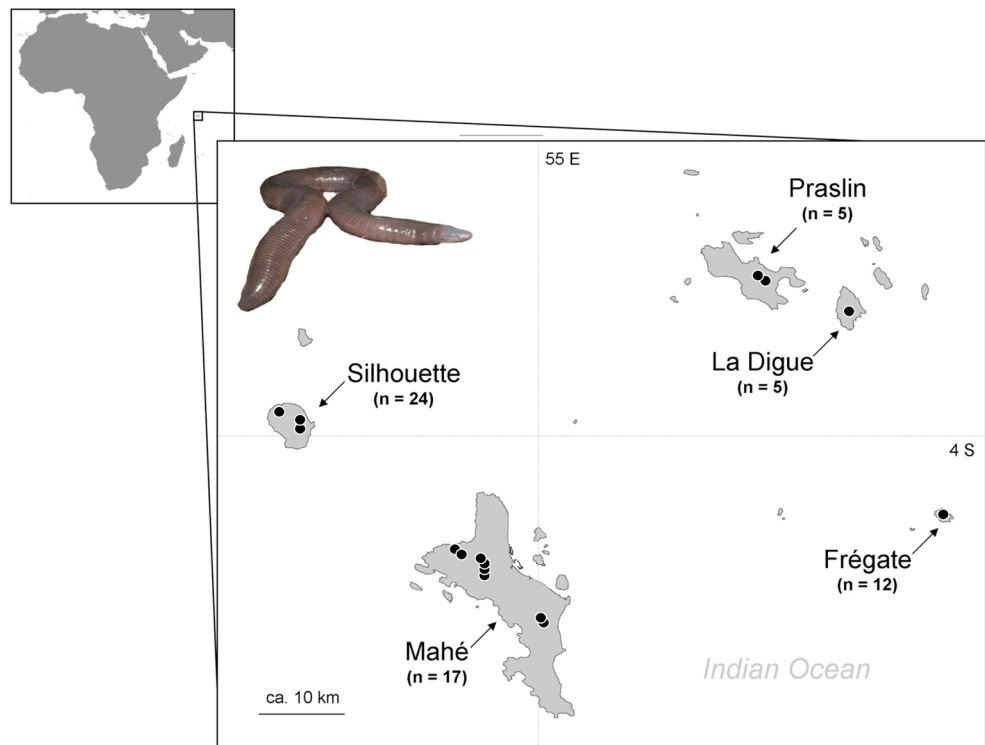 55 E
Praslin
(n = 5)
La Digue
(n = 5)
Silhouette
(n = 24)
4 S
Frégate
(n = 12)
Mahé
(n = 17)
Indian Ocean
ca. 10 km